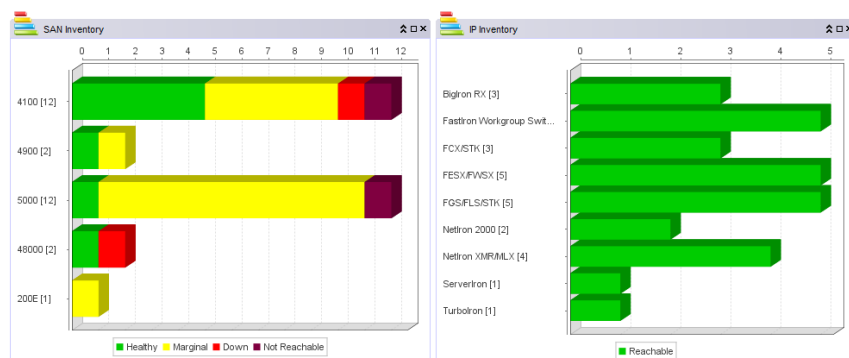 SAN Inventory
0 1 2 3 4 5 6 7 8 9 10 11 12
4100 [12]
4900 [2]
5000 [12]
48000 [2]
200E [1]
Healthy Marginal Down Not Reachable
IP Inventory
0 1 2 3 4 5
BigIron RX [3]
FastIron Workgroup Swit...
FCX/STK [3]
FESX/FWSX [5]
FGS/FLS/STK [5]
NetIron 2000 [2]
NetIron XMR/MLX [4]
ServerIron [1]
TurboIron [1]
Reachable